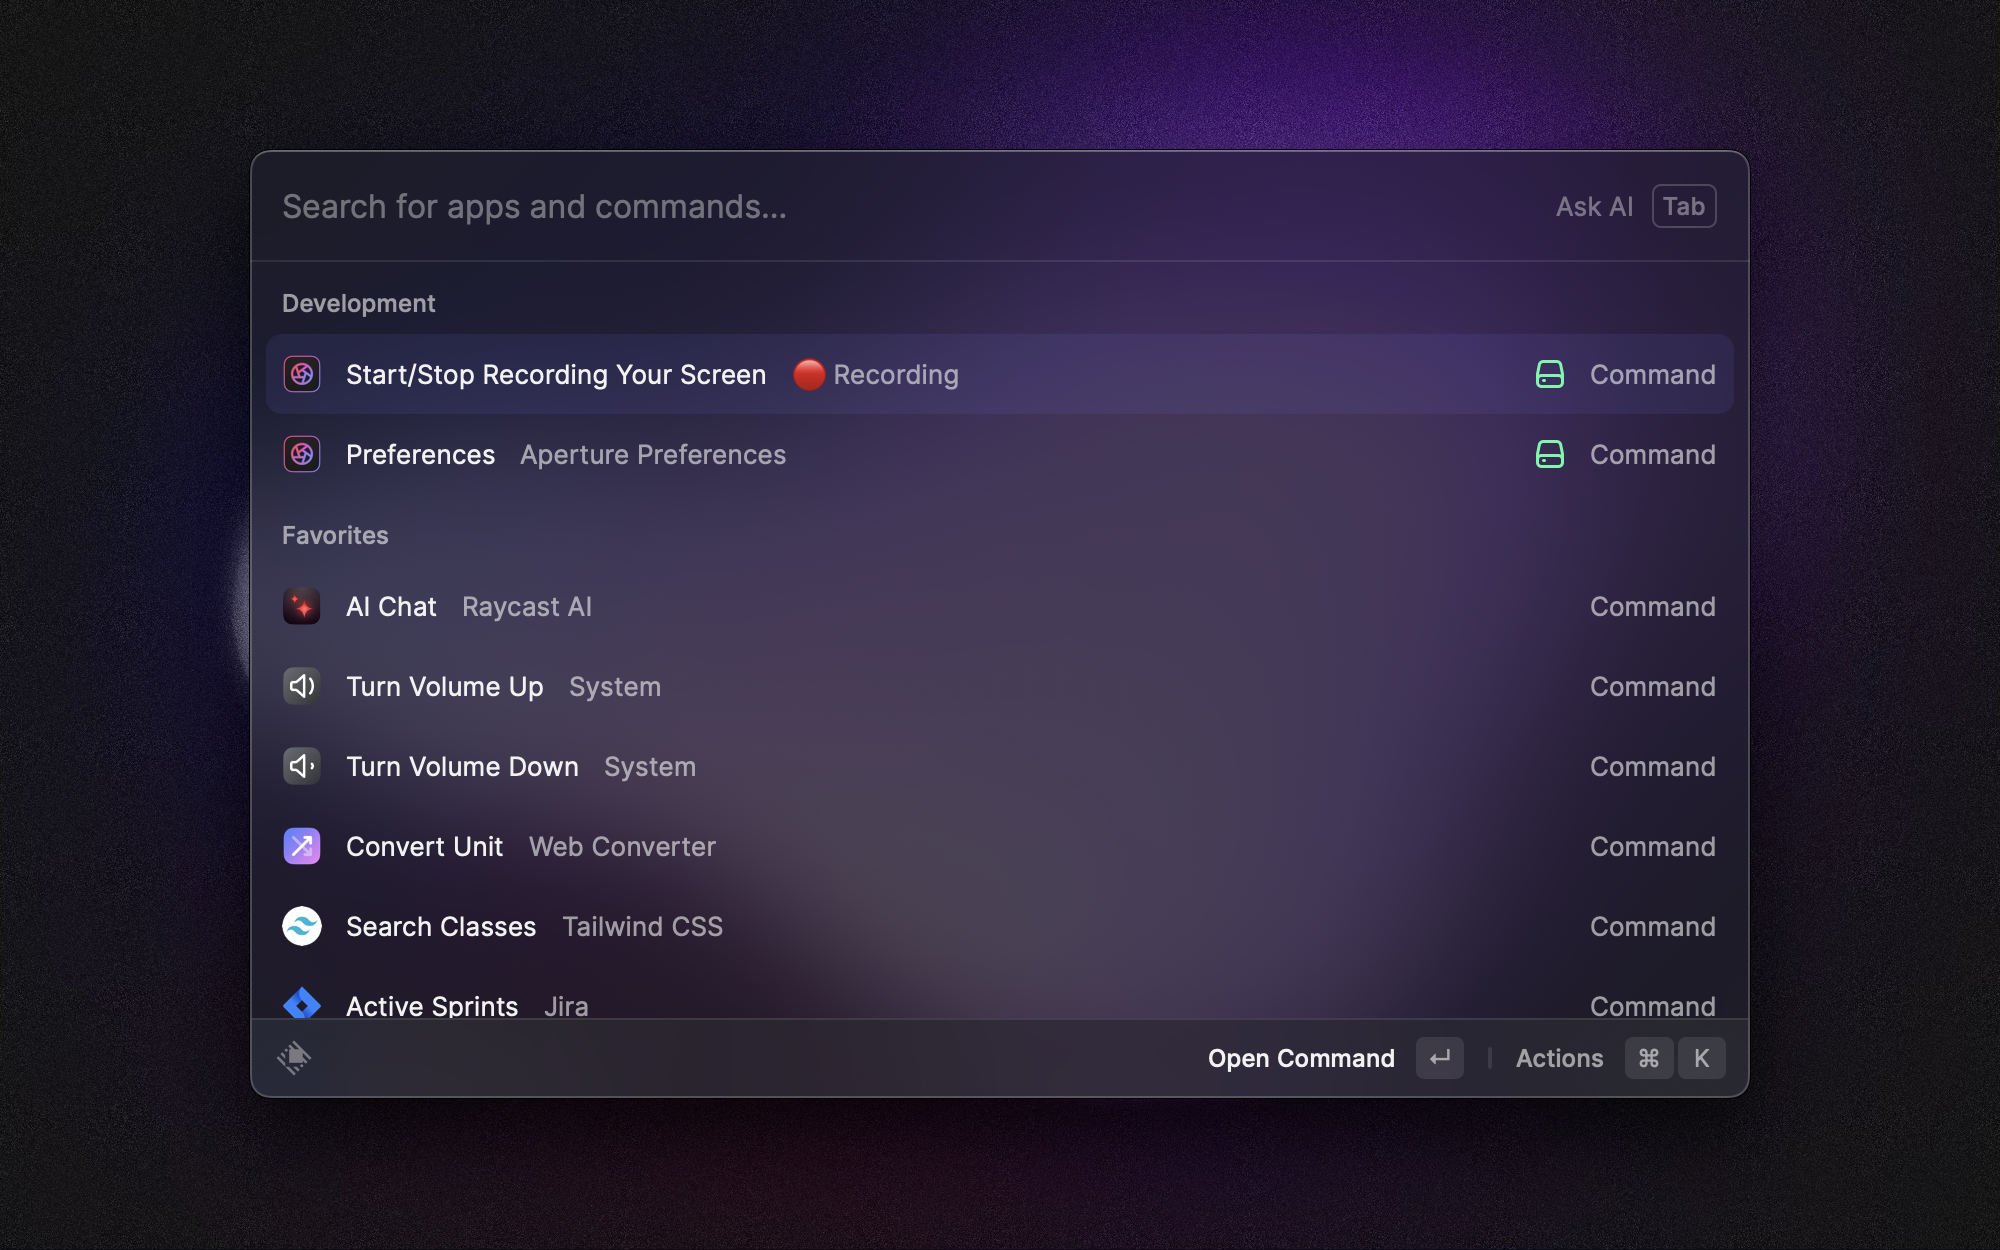 Search for apps and commands... Ask AI Tab
Development
Start/Stop Recording Your Screen 🔴 Recording Command
Preferences Aperture Preferences Command
Favorites
AI Chat Raycast AI Command
Turn Volume Up System Command
Turn Volume Down System Command
Convert Unit Web Converter Command
Search Classes Tailwind CSS Command
Active Sprints Jira Command
Open Command ↵ Actions ⌘ K